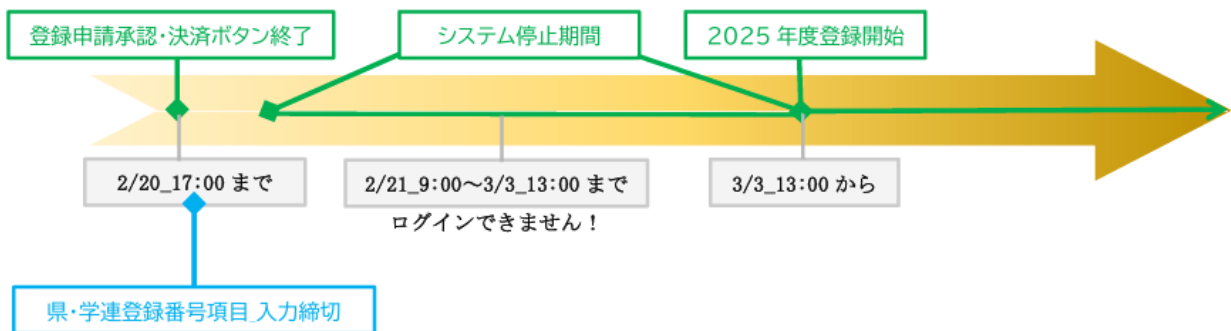 登録申請承認・決済ボタン終了
システム停止期間
2025 年度登録開始
2/20_17:00 まで
2/21_9:00～3/3_13:00 まで
3/3_13:00 から
ログインできません！
県・学連登録番号項目_入力締切